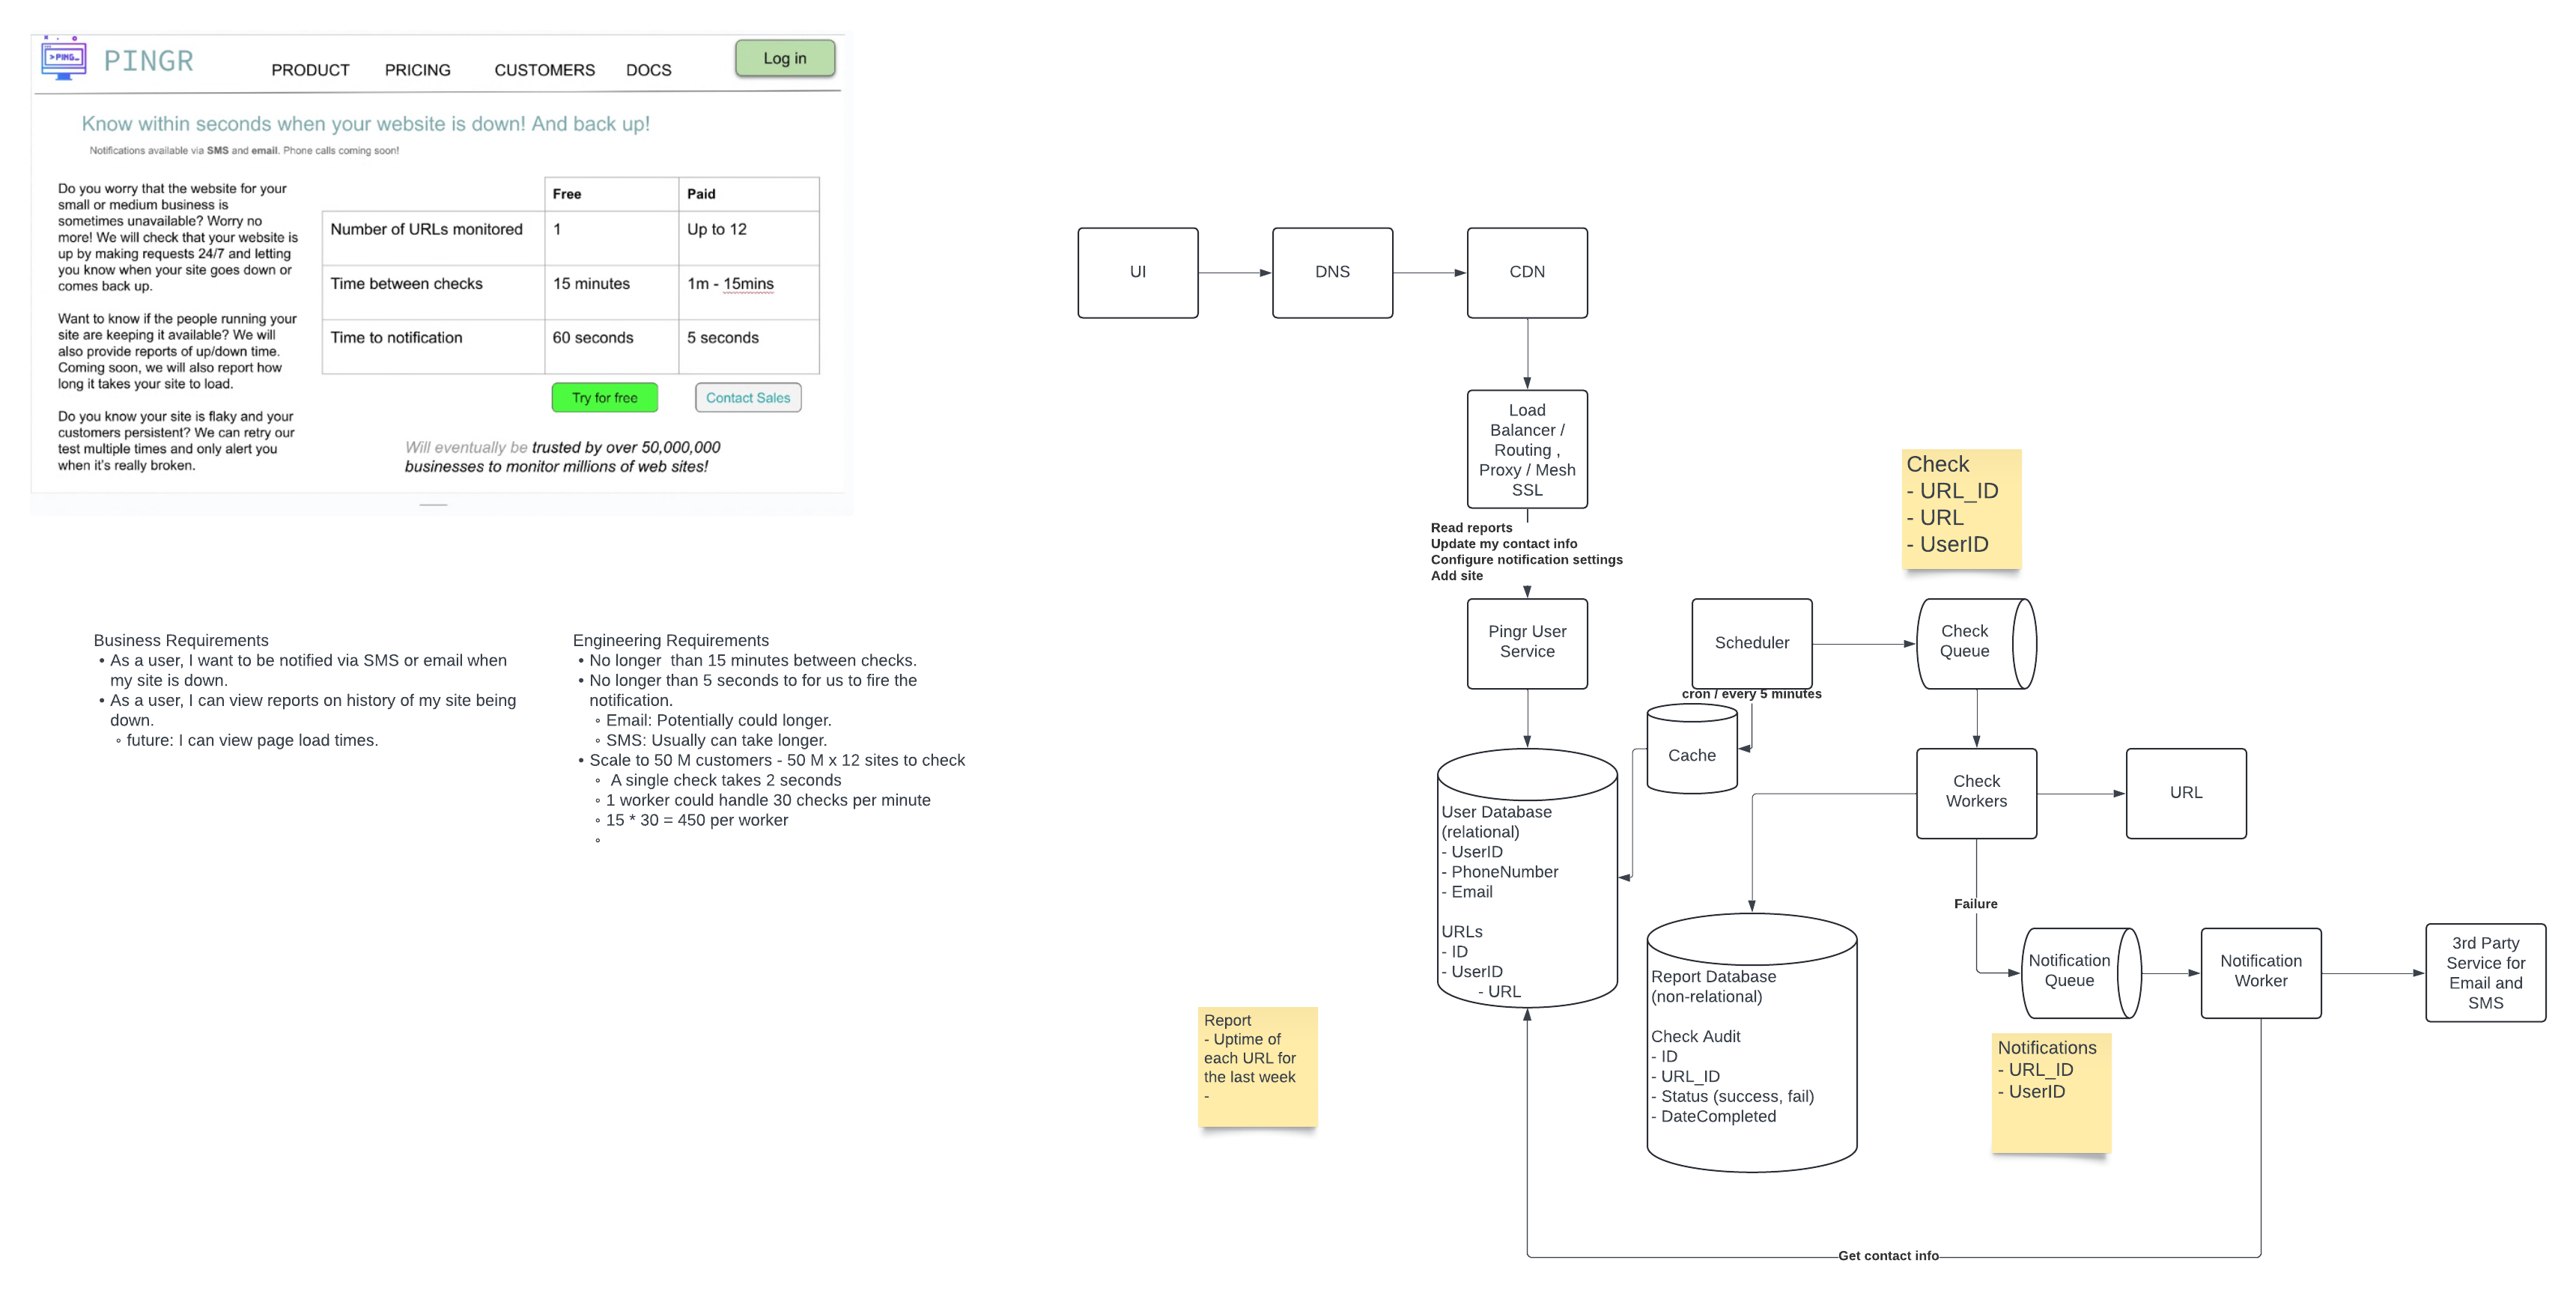 >PING_
PINGR
PRODUCT PRICING CUSTOMERS DOCS
Log in
Know within seconds when your website is down! And back up!
Notifications available via SMS and email. Phone calls coming soon!
Do you worry that the website for your
small or medium business is
sometimes unavailable? Worry no
more! We will check that your website is
up by making requests 24/7 and letting
you know when your site goes down or
comes back up.
Want to know if the people running your
site are keeping it available? We will
also provide reports of up/down time.
Coming soon, we will also report how
long it takes your site to load.
Do you know your site is flaky and your
customers persistent? We can retry our
test multiple times and only alert you
when it's really broken.
Free Paid
Number of URLs monitored 1 Up to 12
Time between checks 15 minutes 1m - 15mins
Time to notification 60 seconds 5 seconds
Try for free
Contact Sales
Will eventually be trusted by over 50,000,000
businesses to monitor millions of web sites!
Business Requirements
• As a user, I want to be notified via SMS or email when
my site is down.
• As a user, I can view reports on history of my site being
down.
◦ future: I can view page load times.
Engineering Requirements
• No longer than 15 minutes between checks.
• No longer than 5 seconds to for us to fire the
notification.
◦ Email: Potentially could longer.
◦ SMS: Usually can take longer.
• Scale to 50 M customers - 50 M x 12 sites to check
◦ A single check takes 2 seconds
◦ 1 worker could handle 30 checks per minute
◦ 15 * 30 = 450 per worker
◦
UI
DNS
CDN
Load
Balancer /
Routing ,
Proxy / Mesh
SSL
Read reports
Update my contact info
Configure notification settings
Add site
Pingr User
Service
Scheduler
cron / every 5 minutes
Cache
Check
- URL_ID
- URL
- UserID
Check
Queue
Check
Workers
URL
User Database
(relational)
- UserID
- PhoneNumber
- Email
URLs
- ID
- UserID
- URL
Report Database
(non-relational)
Check Audit
- ID
- URL_ID
- Status (success, fail)
- DateCompleted
Failure
Notification
Queue
Notification
Worker
3rd Party
Service for
Email and
SMS
Notifications
- URL_ID
- UserID
Report
- Uptime of
each URL for
the last week
-
Get contact info